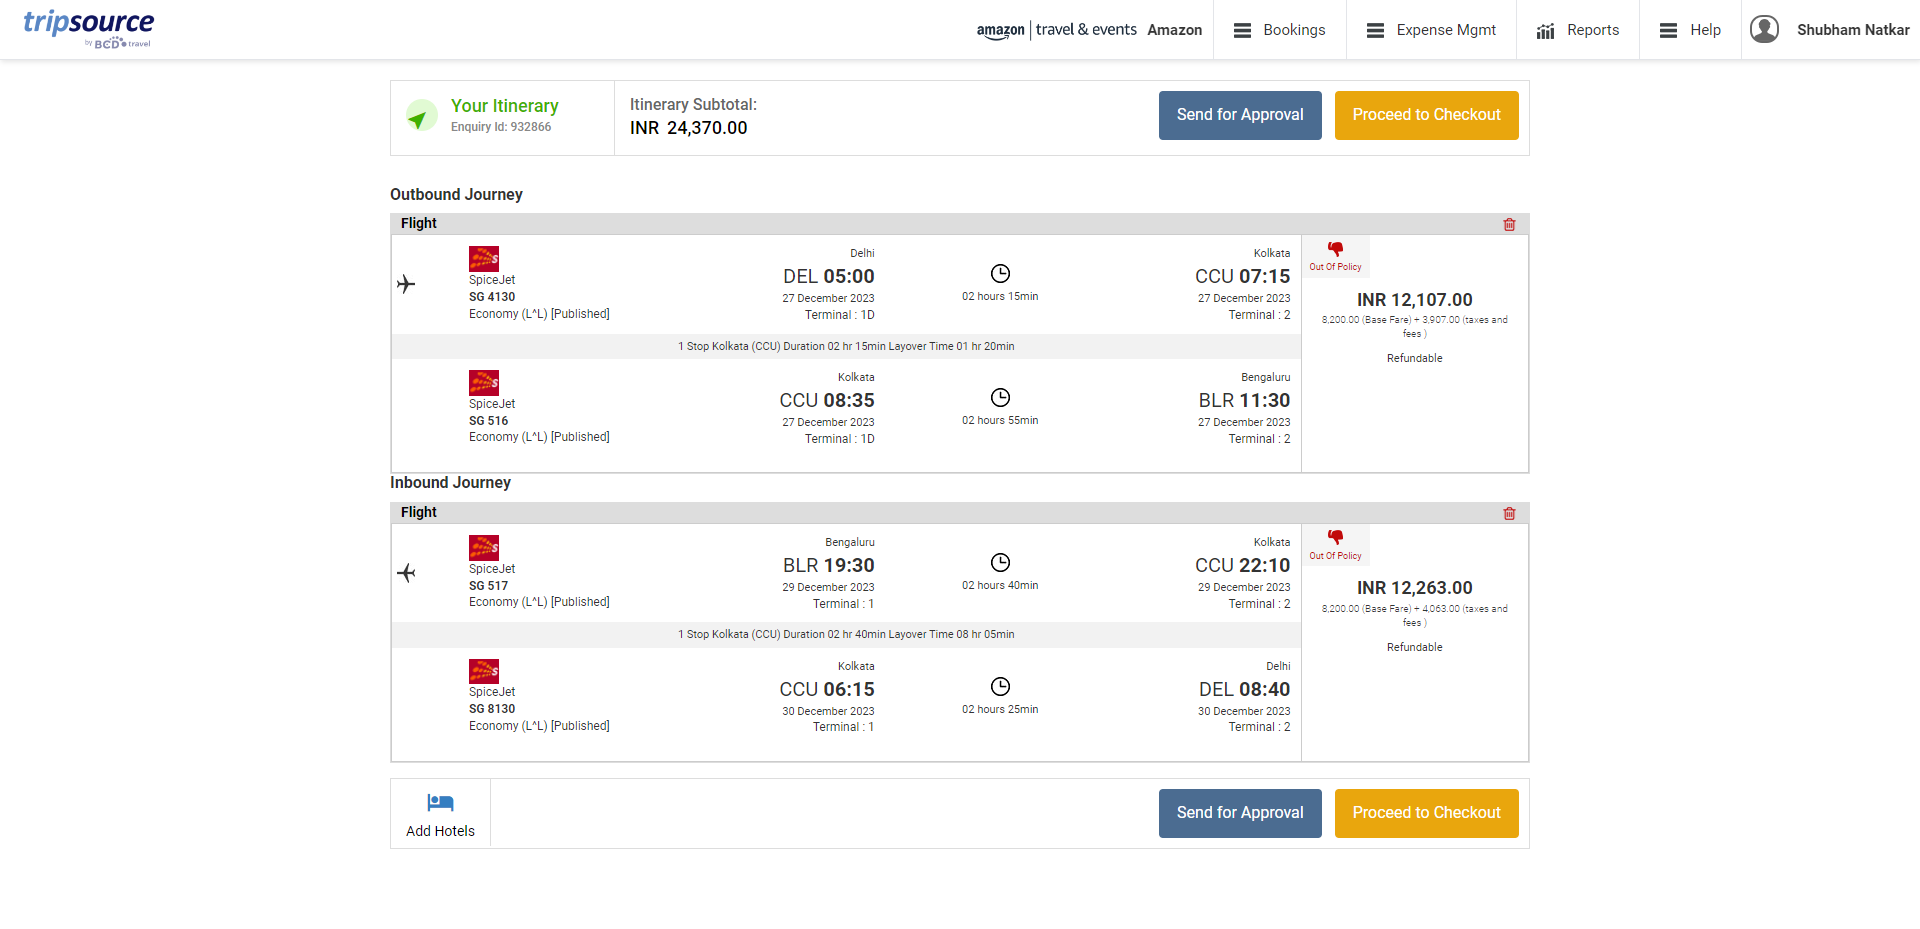 tripsource
by BCD travel
amazon | travel & events Amazon
Bookings
Expense Mgmt
Reports
Help
Shubham Natkar
Your Itinerary
Enquiry Id: 932866
Itinerary Subtotal:
INR 24,370.00
Send for Approval
Proceed to Checkout
Outbound Journey
Flight
SpiceJet
SG 4130
Economy (L^L) [Published]
Delhi
DEL 05:00
27 December 2023
Terminal : 1D
02 hours 15min
Kolkata
CCU 07:15
27 December 2023
Terminal : 2
Out Of Policy
INR 12,107.00
8,200.00 (Base Fare) + 3,907.00 (taxes and
fees )
Refundable
1 Stop Kolkata (CCU) Duration 02 hr 15min Layover Time 01 hr 20min
SpiceJet
SG 516
Economy (L^L) [Published]
Kolkata
CCU 08:35
27 December 2023
Terminal : 1D
02 hours 55min
Bengaluru
BLR 11:30
27 December 2023
Terminal : 2
Inbound Journey
Flight
SpiceJet
SG 517
Economy (L^L) [Published]
Bengaluru
BLR 19:30
29 December 2023
Terminal : 1
02 hours 40min
Kolkata
CCU 22:10
29 December 2023
Terminal : 2
Out Of Policy
INR 12,263.00
8,200.00 (Base Fare) + 4,063.00 (taxes and
fees )
Refundable
1 Stop Kolkata (CCU) Duration 02 hr 40min Layover Time 08 hr 05min
SpiceJet
SG 8130
Economy (L^L) [Published]
Kolkata
CCU 06:15
30 December 2023
Terminal : 1
02 hours 25min
Delhi
DEL 08:40
30 December 2023
Terminal : 2
Add Hotels
Send for Approval
Proceed to Checkout